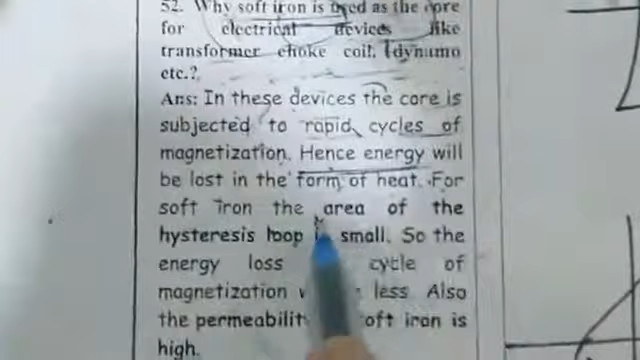 52. Why soft iron is used as the core
for electrical devices like
transformer choke coil, dynamo
etc.?
Ans: In these devices the core is
subjected to rapid cycles of
magnetization. Hence energy will
be lost in the form of heat. For
soft iron the area of the
hysteresis loop is small. So the
energy loss cycle of
magnetization less. Also
the soft iron is
high.